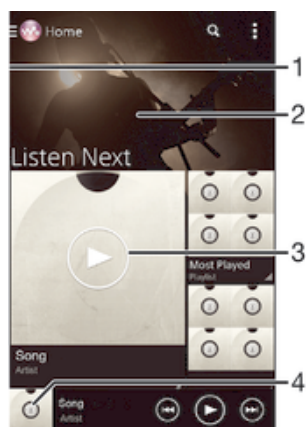 Home
1
2
Listen Next
3
Most Played
Playlist
Song
Artist
4
Song
Artist